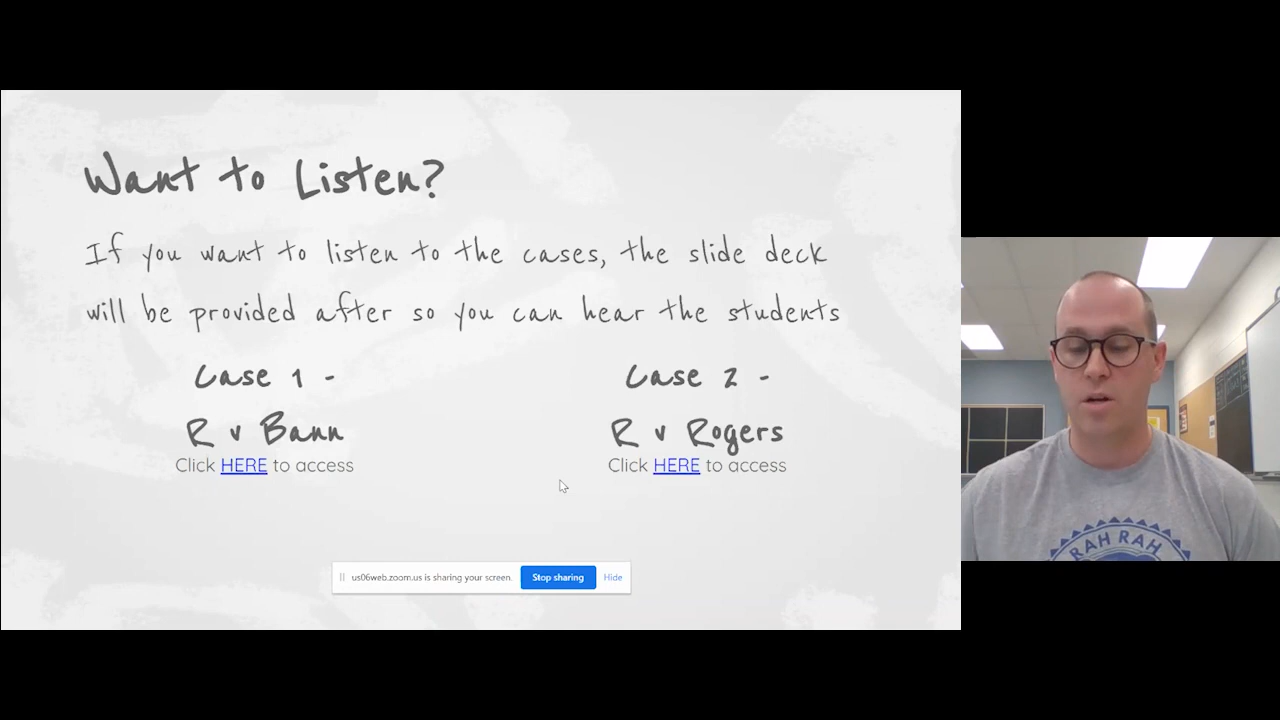 Want to Listen?
If you want to listen to the cases, the slide deck
will be provided after so you can hear the students
Case 1 -
R v Bann
Click HERE to access
Case 2 -
R v Rogers
Click HERE to access
us06web.zoom.us is sharing your screen.
Stop sharing
Hide
RAH RAH